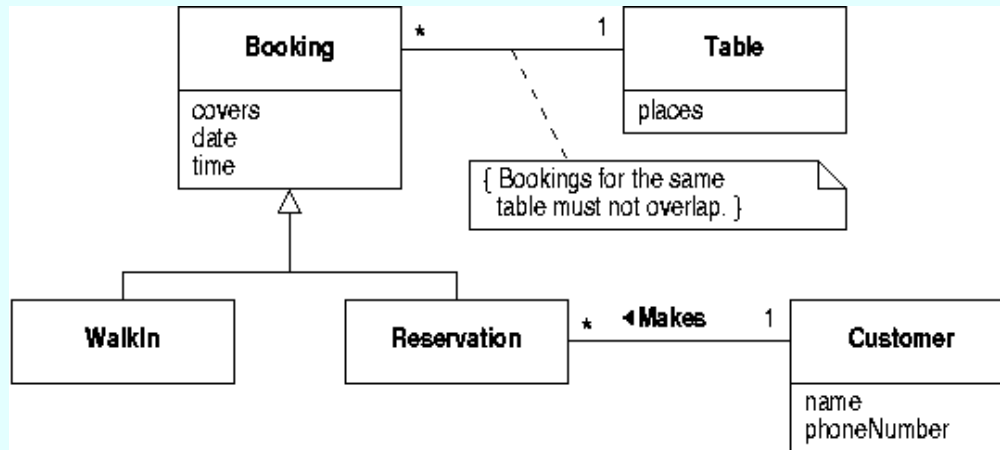 Booking
*
1
Table
covers
date
time
places
{ Bookings for the same
table must not overlap. }
WalkIn
Reservation
*
◄Makes
1
Customer
name
phoneNumber